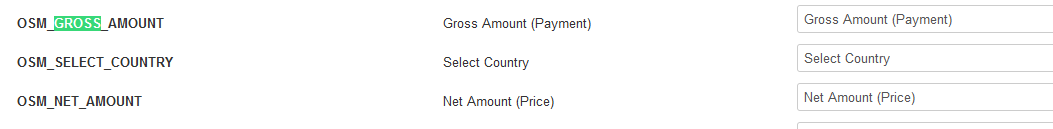 OSM_GROSS_AMOUNT Gross Amount (Payment) Gross Amount (Payment)
OSM_SELECT_COUNTRY Select Country Select Country
OSM_NET_AMOUNT Net Amount (Price) Net Amount (Price)